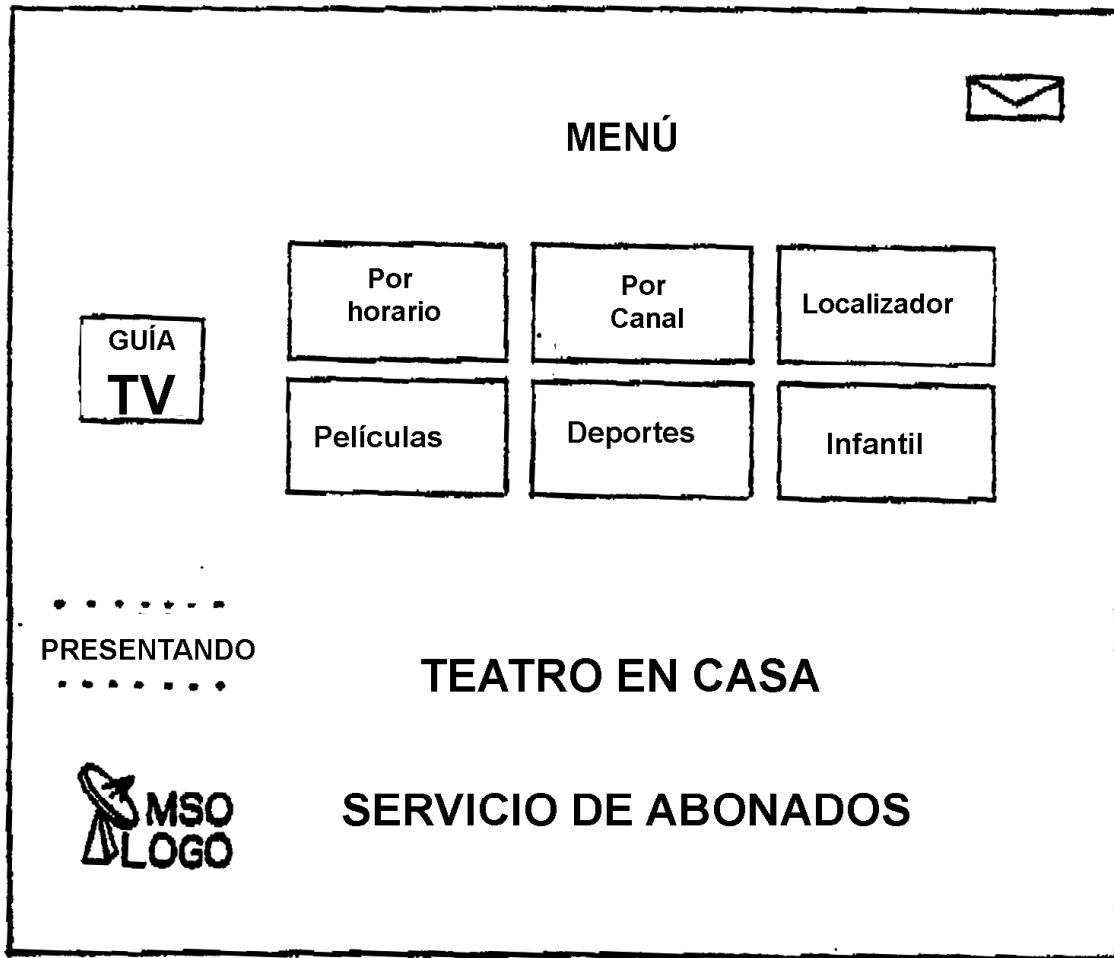 MENÚ
Por
horario
Por
Canal
Localizador
GUÍA
TV
Películas
Deportes
Infantil
PRESENTANDO
TEATRO EN CASA
MSO
LOGO
SERVICIO DE ABONADOS